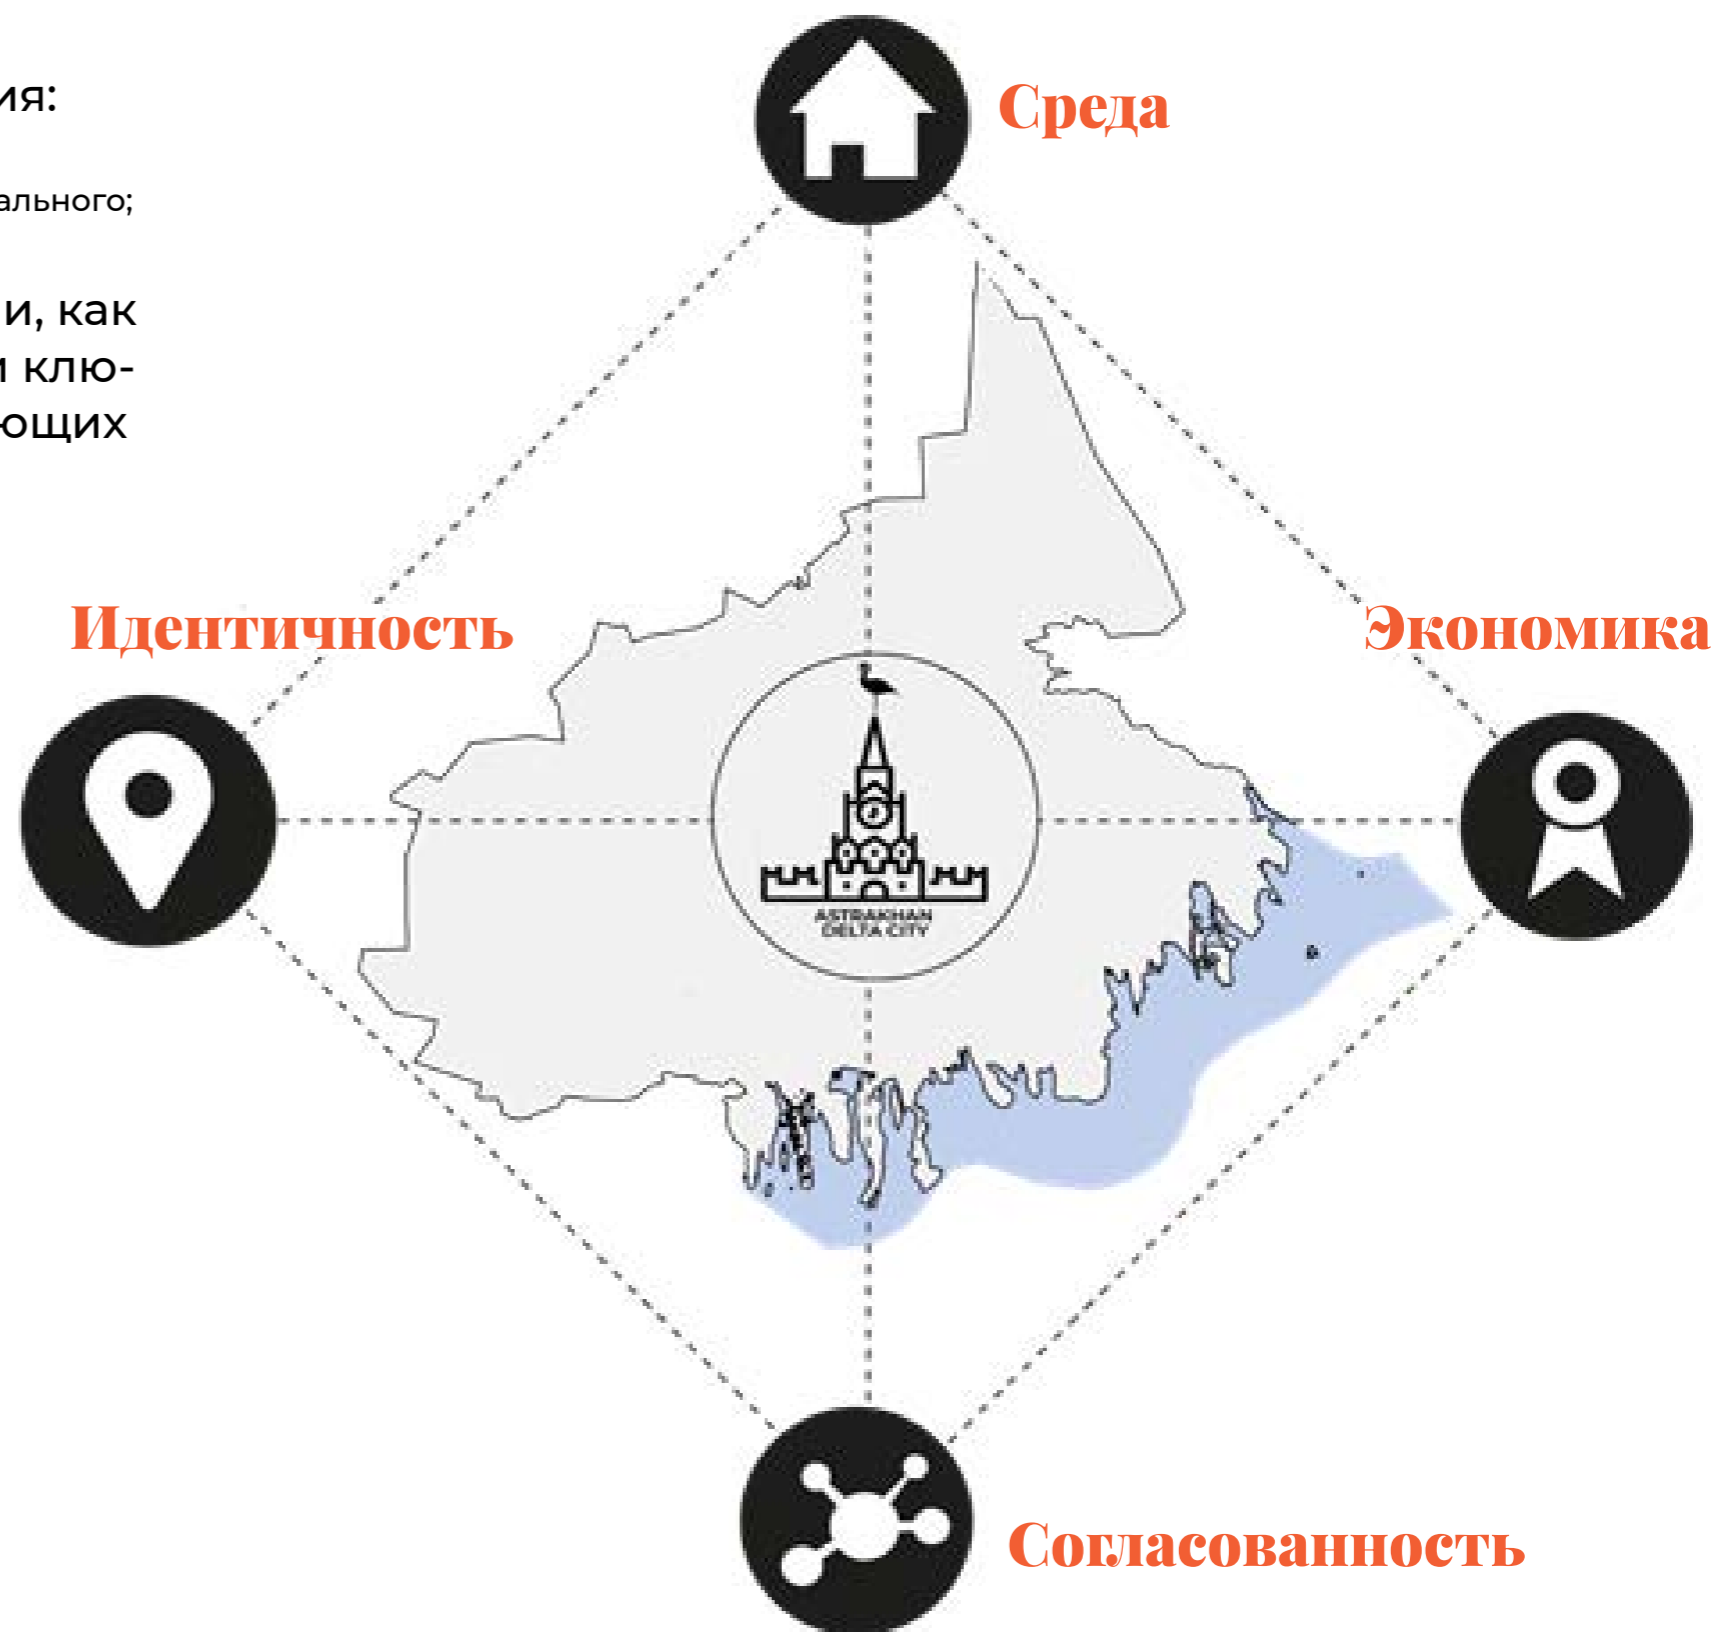 ия:
ального;
и, как
и клю-
ющих
Среда
Идентичность
Экономика
ASTRAKHAN
DELTA CITY
Согласованность